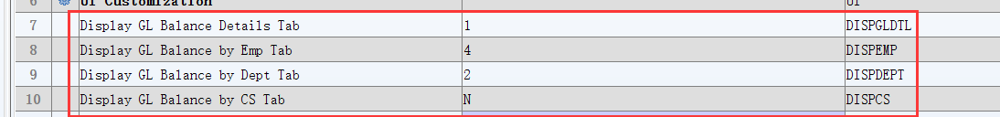 6 UI Customization UI
7 Display GL Balance Details Tab 1 DISPGLDTL
8 Display GL Balance by Emp Tab 4 DISPEMP
9 Display GL Balance by Dept Tab 2 DISPDEPT
10 Display GL Balance by CS Tab N DISPCS